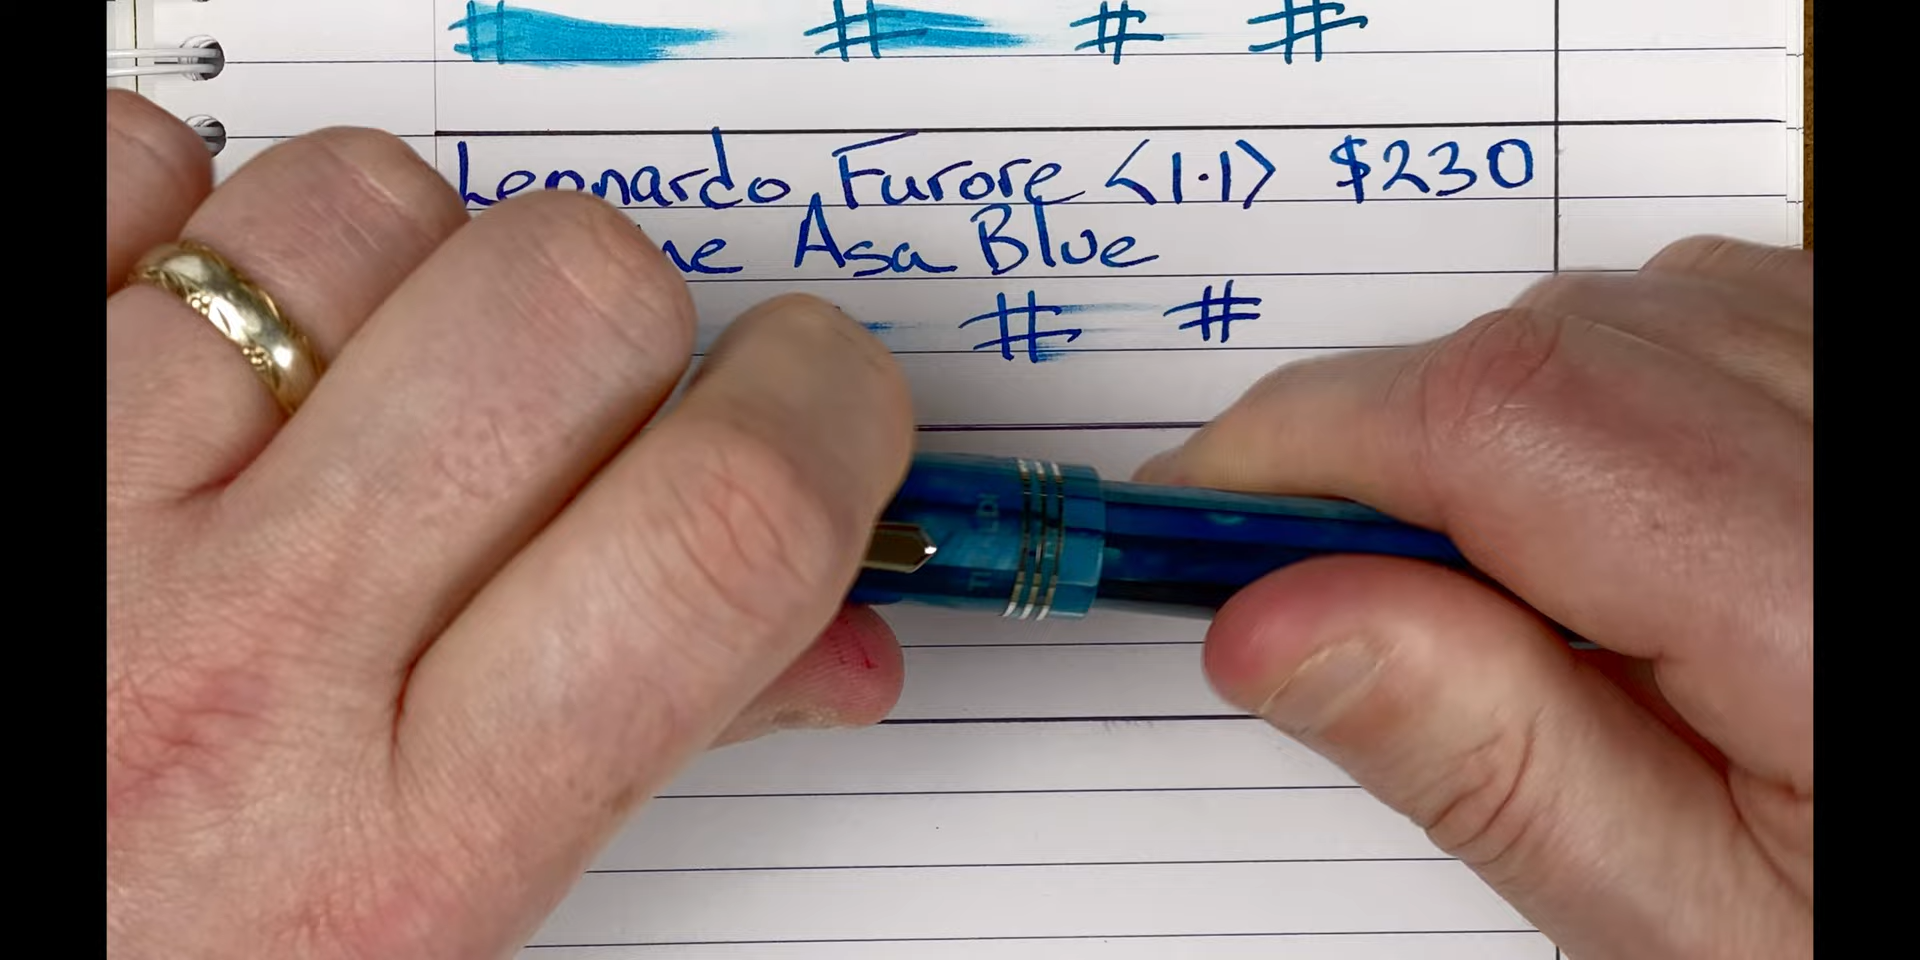 # # # #
Leonardo Furore <1.1> $230
Asa Blue
# #